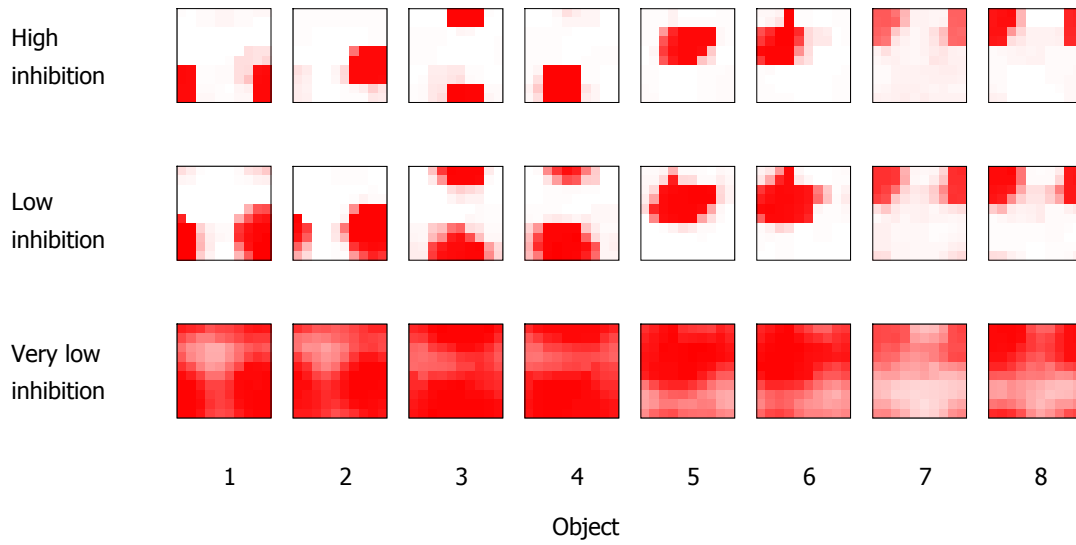 High
inhibition
Low
inhibition
Very low
inhibition
1 2 3 4 5 6 7 8
Object